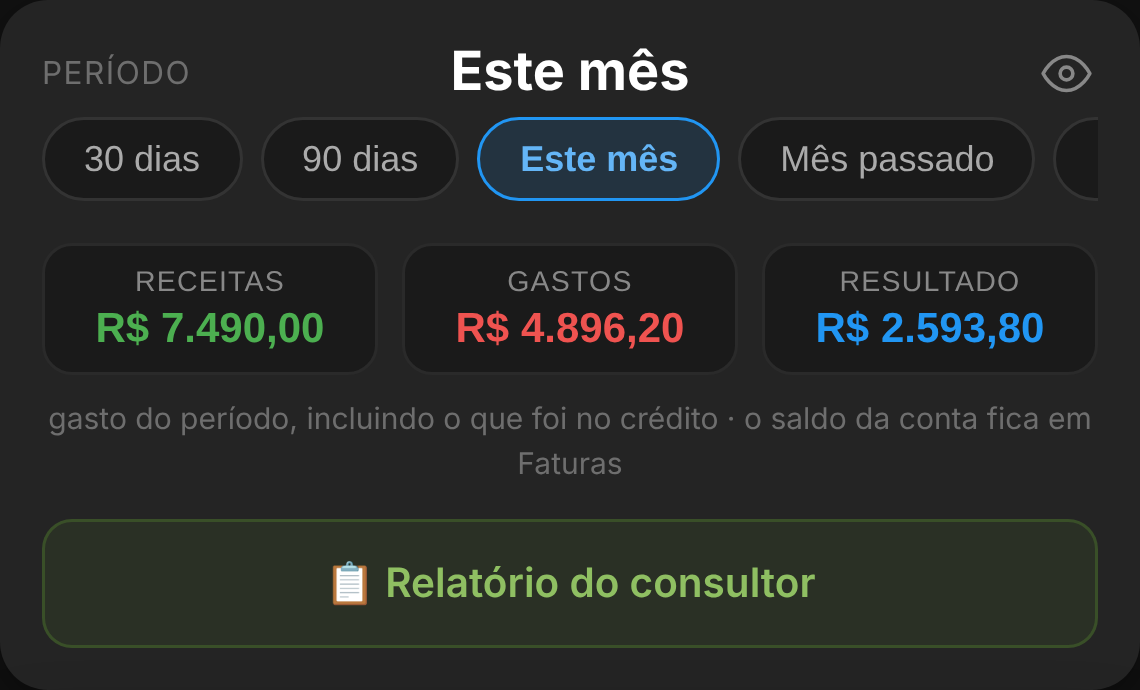 PERÍODO
Este mês
30 dias
90 dias
Este mês
Mês passado
RECEITAS
R$ 7.490,00
GASTOS
R$ 4.896,20
RESULTADO
R$ 2.593,80
gasto do período, incluindo o que foi no crédito · o saldo da conta fica em
Faturas
Relatório do consultor